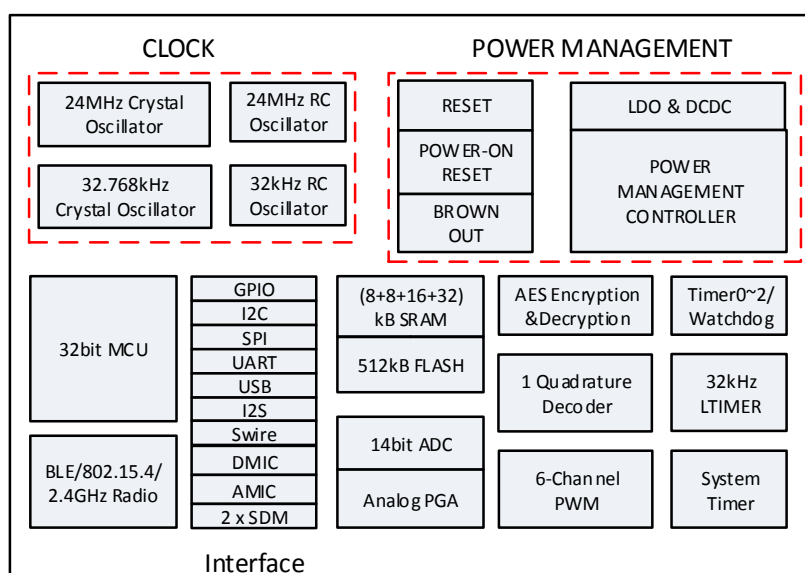 CLOCK
POWER MANAGEMENT
24MHz Crystal
Oscillator
24MHz RC
Oscillator
32.768kHz
Crystal Oscillator
32kHz RC
Oscillator
RESET
POWER-ON
RESET
BROWN
OUT
LDO & DCDC
POWER
MANAGEMENT
CONTROLLER
32bit MCU
BLE/802.15.4/
2.4GHz Radio
GPIO
I2C
SPI
UART
USB
I2S
Swire
DMIC
AMIC
2 x SDM
Interface
(8+8+16+32)
kB SRAM
512kB FLASH
14bit ADC
Analog PGA
AES Encryption
&Decryption
1 Quadrature
Decoder
6-Channel
PWM
Timer0~2/
Watchdog
32kHz
LTIMER
System
Timer